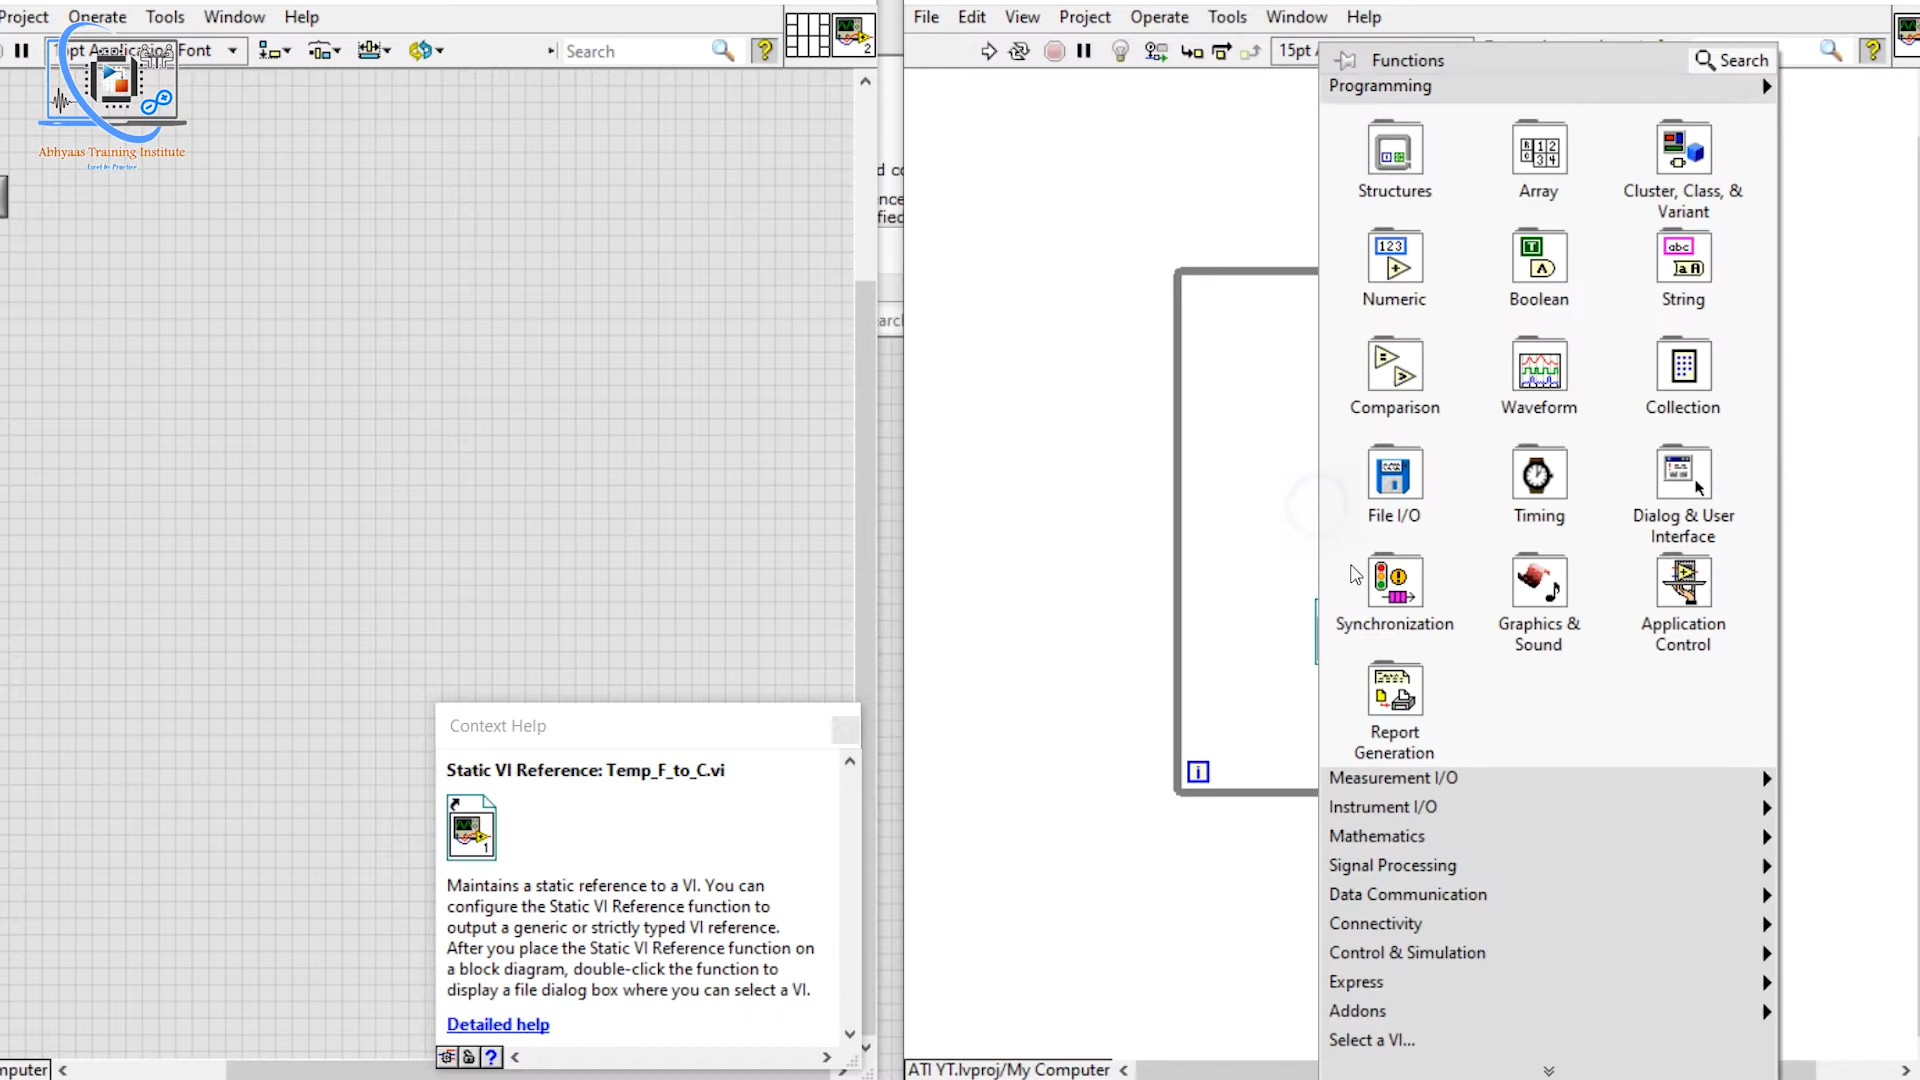 Project Operate Tools Window Help
Font
Search
2
Abhyaas Training Institute
Excel In Practice
Context Help
Static VI Reference: Temp_F_to_C.vi
1
Maintains a static reference to a VI. You can
configure the Static VI Reference function to
output a generic or strictly typed VI reference.
After you place the Static VI Reference function on
a block diagram, double-click the function to
display a file dialog box where you can select a VI.
Detailed help
File Edit View Project Operate Tools Window Help
15pt
Functions
Search
Programming
Structures
Array
Cluster, Class, &
Variant
Numeric
Boolean
String
Comparison
Waveform
Collection
File I/O
Timing
Dialog & User
Interface
Synchronization
Graphics &
Sound
Application
Control
Report
Generation
Measurement I/O
Instrument I/O
Mathematics
Signal Processing
Data Communication
Connectivity
Control & Simulation
Express
Addons
Select a VI...
i
ATI YT.lvproj/My Computer